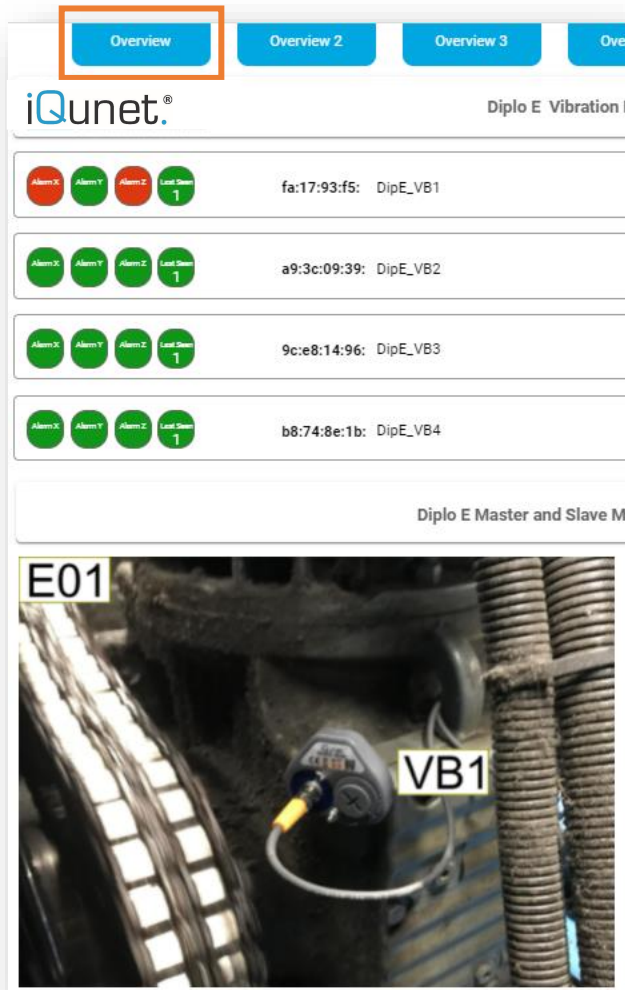 Overview
Overview 2
Overview 3
Ove
iQunet.®
Diplo E Vibration
Alarm X
Alarm Y
Alarm Z
Last Seen
1
fa:17:93:f5: DipE_VB1
Alarm X
Alarm Y
Alarm Z
Last Seen
1
a9:3c:09:39: DipE_VB2
Alarm X
Alarm Y
Alarm Z
Last Seen
1
9c:e8:14:96: DipE_VB3
Alarm X
Alarm Y
Alarm Z
Last Seen
1
b8:74:8e:1b: DipE_VB4
Diplo E Master and Slave M
E01
VB1